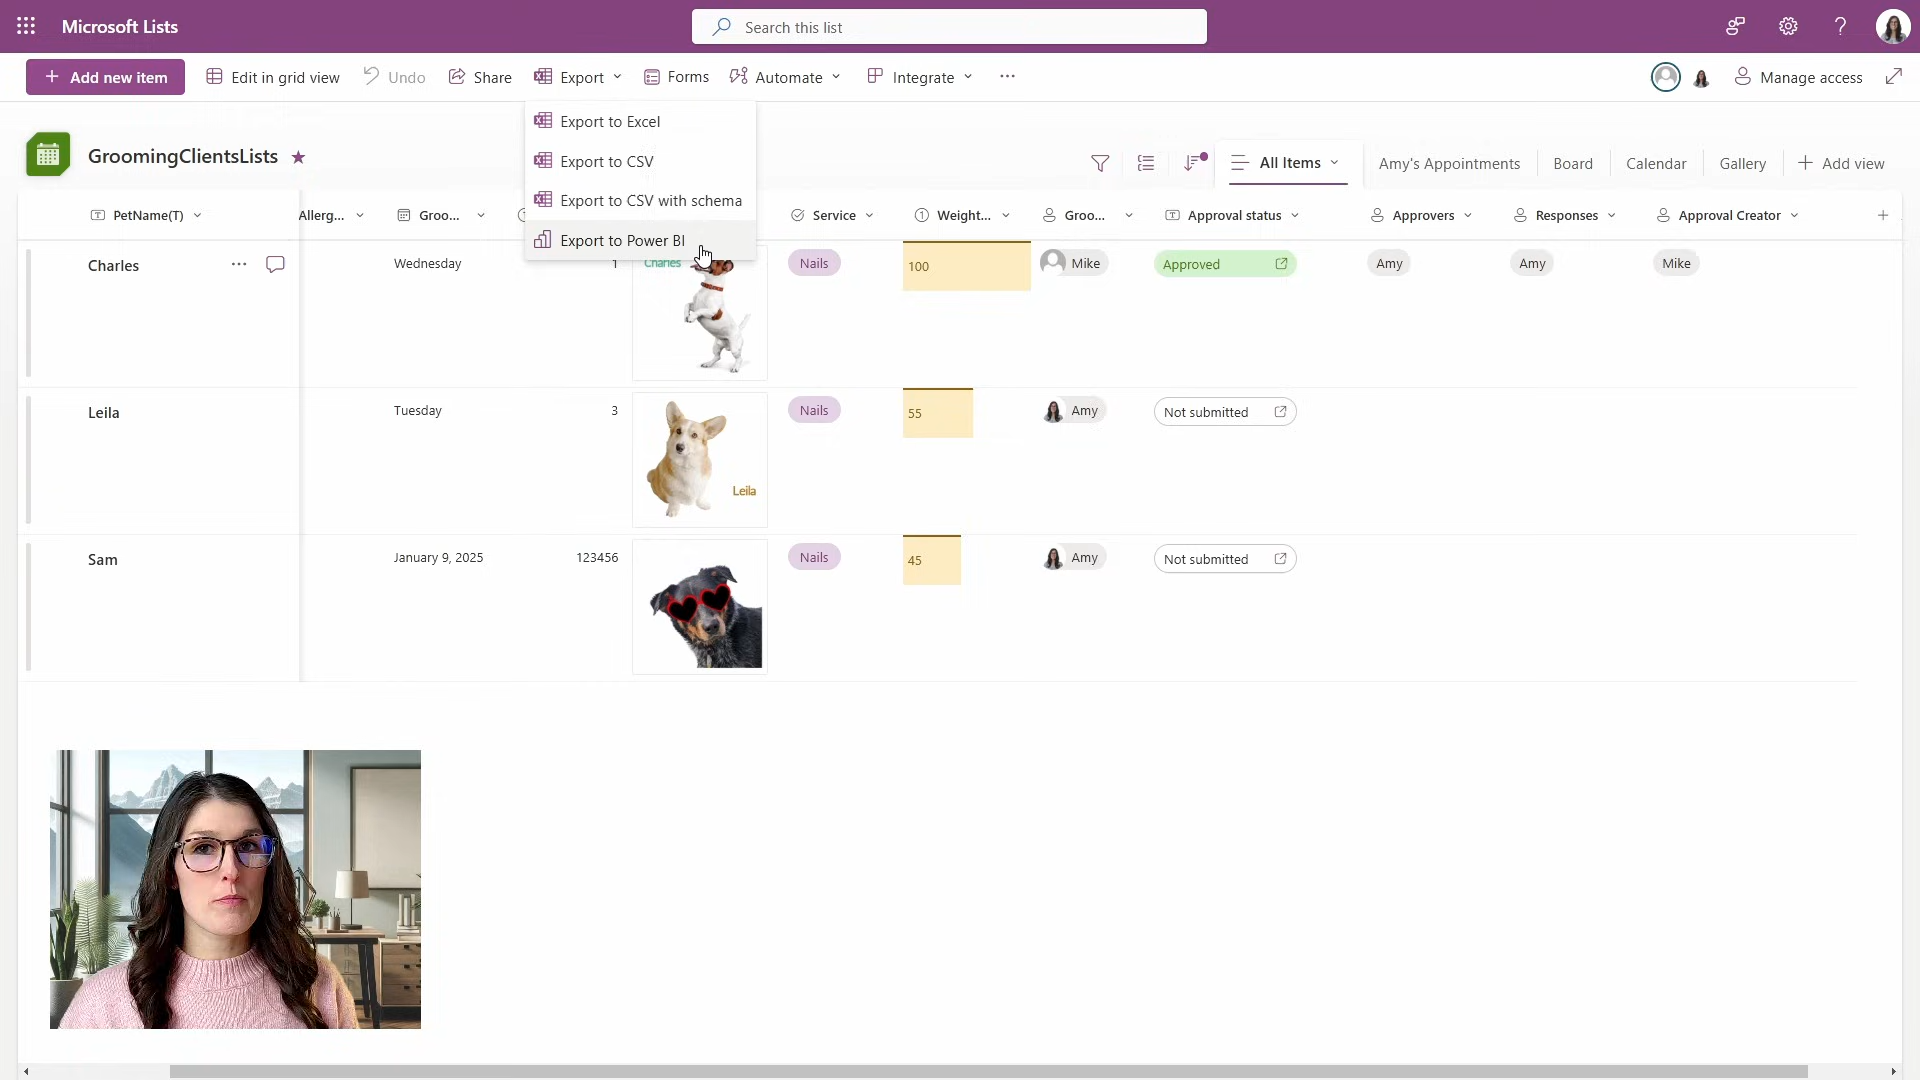 Microsoft Lists
Search this list
Add new item
Edit in grid view
Undo
Share
Export
Forms
Automate
Integrate
Manage access
Export to Excel
Export to CSV
Export to CSV with schema
Export to Power BI
GroomingClientsLists
All Items
Amy's Appointments
Board
Calendar
Gallery
Add view
PetName(T)
Allerg...
Groo...
Service
Weight...
Groo...
Approval status
Approvers
Responses
Approval Creator
Charles
Wednesday
1
Charles
Nails
100
Mike
Approved
Amy
Amy
Mike
Leila
Tuesday
3
Leila
Nails
55
Amy
Not submitted
Sam
January 9, 2025
123456
Nails
45
Amy
Not submitted